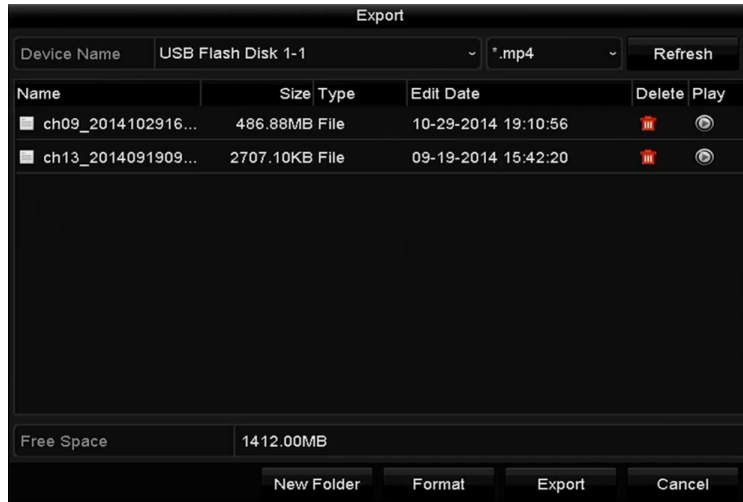 Export
Device Name USB Flash Disk 1-1 *.mp4 Refresh
Name Size Type Edit Date Delete Play
ch09_2014102916... 486.88MB File 10-29-2014 19:10:56
ch13_2014091909... 2707.10KB File 09-19-2014 15:42:20
Free Space 1412.00MB
New Folder Format Export Cancel